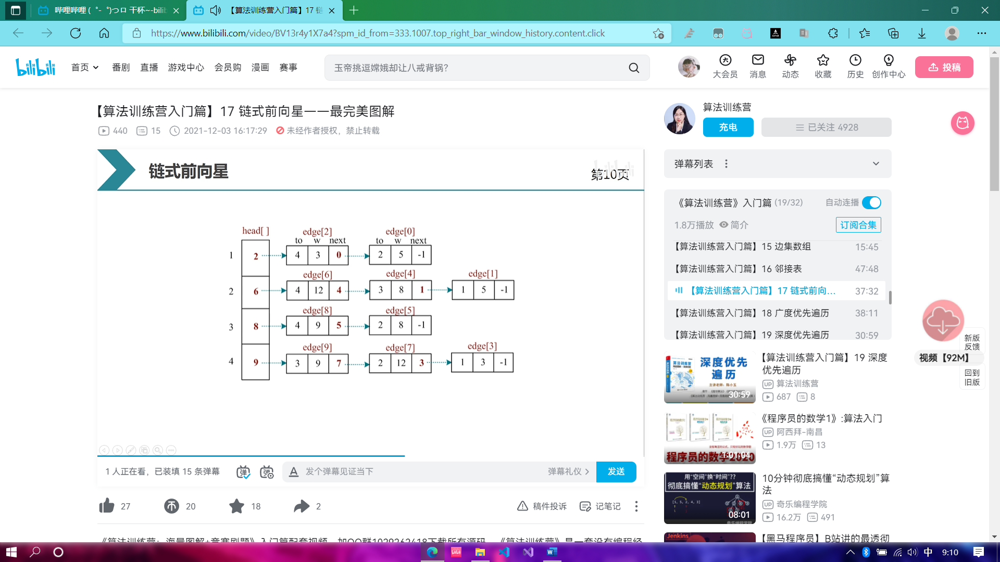 哔哩哔哩 (゜-゜)つロ 干杯~-bilib
【算法训练营入门篇】17 链
https://www.bilibili.com/video/BV13r4y1X7a4?spm_id_from=333.1007.top_right_bar_window_history.content.click
bilibili
首页 番剧 直播 游戏中心 会员购 漫画 赛事
玉帝挑逗嫦娥却让八戒背锅?
大会员 消息 动态 收藏 历史 创作中心 投稿
【算法训练营入门篇】17 链式前向星——最完美图解
440 15 2021-12-03 16:17:29 未经作者授权，禁止转载
算法训练营
充电 已关注 4928
链式前向星
第10页
bilibili
head[ ] edge[2] edge[0]
to w next to w next
1 2 4 3 0 2 5 -1
edge[6] edge[4] edge[1]
2 6 4 12 4 3 8 1 1 5 -1
edge[8] edge[5]
3 8 4 9 5 2 8 -1
edge[9] edge[7] edge[3]
4 9 3 9 7 2 12 3 1 3 -1
1 人正在看，已装填 15 条弹幕
弹 弹
发个弹幕见证当下
弹幕礼仪
发送
27 20 18 2
稿件投诉 记笔记
《算法训练营：海量图解+竞赛刷题》入门篇配套视频，加QQ群1029262418下载所有源码。《算法训练营》是一套没有编程经
弹幕列表
《算法训练营》入门篇 (19/32) 自动连播
1.8万播放 简介 订阅合集
【算法训练营入门篇】15 边集数组 15:45
【算法训练营入门篇】16 邻接表 47:48
【算法训练营入门篇】17 链式前向... 37:32
【算法训练营入门篇】18 广度优先遍历 38:11
【算法训练营入门篇】19 深度优先遍历 30:59
深度优先
遍历
主讲老师：陈小玉
30:59
【算法训练营入门篇】19 深度
优先遍历
UP 算法训练营
687 8
程序员的数学2020
1:01:04
《程序员的数学1》:算法入门
UP 阿西拜-南昌
1.9万 13
用“空间”换“时间”??
彻底搞懂“动态规划”算法
[1, 5, 2, 4, 3]
08:01
奇乐编程学院
10分钟彻底搞懂“动态规划”算
法
UP 奇乐编程学院
16.2万 491
Jenkins
【黑马程序员】B站讲的最透彻
新版
反馈
视频【92M】
回到
旧版
中 9:10